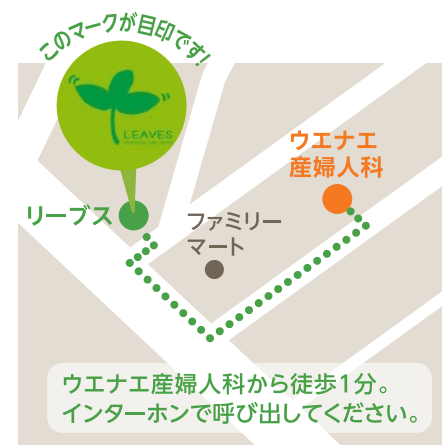 このマークが目印です!
LEAVES
ウエナエ
産婦人科
リーブス
ファミリー
マート
ウエナエ産婦人科から徒歩1分。
インターホンで呼び出してください。